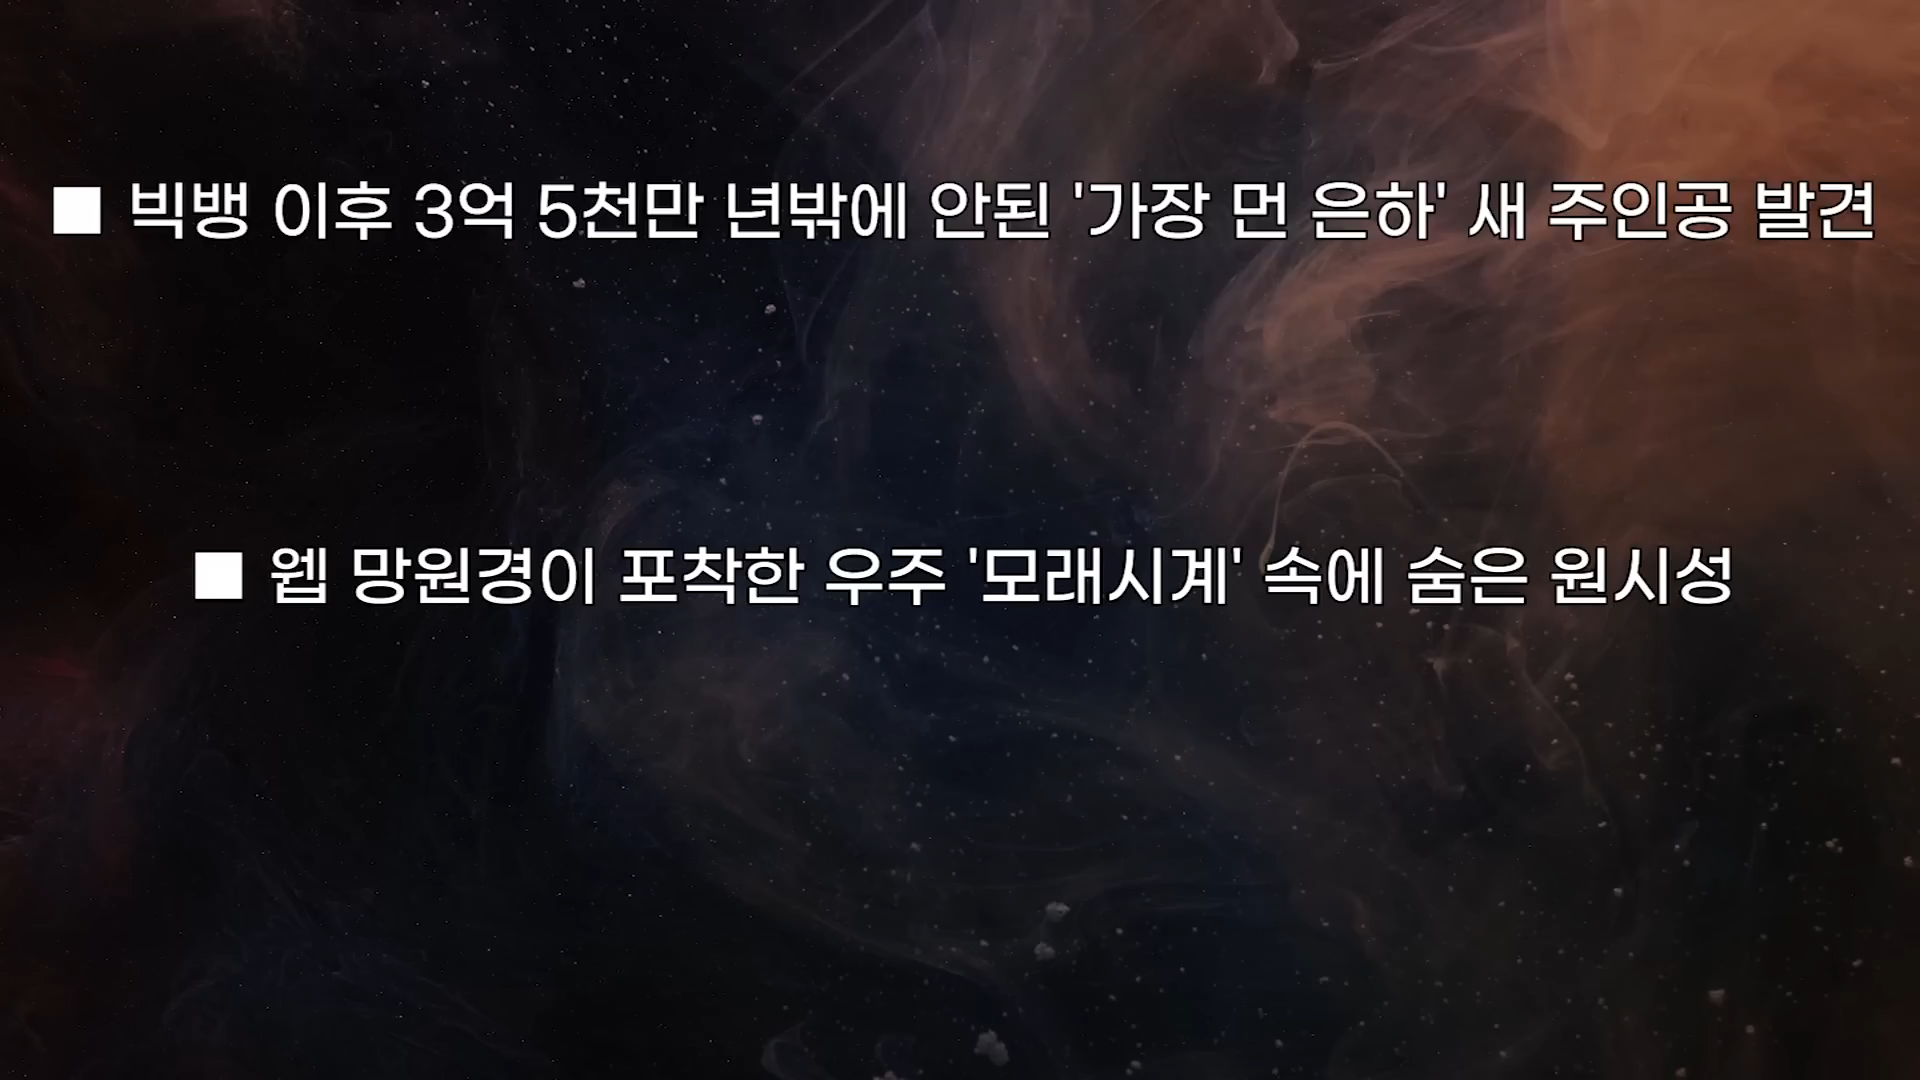 ■ 빅뱅 이후 3억 5천만 년밖에 안된 '가장 먼 은하' 새 주인공 발견
■ 웹 망원경이 포착한 우주 '모래시계' 속에 숨은 원시성